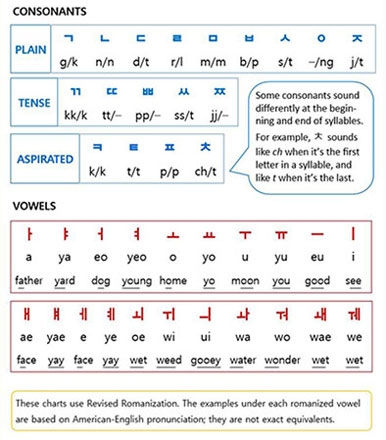 CONSONANTS
PLAIN
ㄱ ㄴ ㄷ ㄹ ㅁ ㅂ ㅅ ㅇ ㅈ
g/k n/n d/t r/l m/m b/p s/t –/ng j/t
TENSE
ㄲ ㄸ ㅃ ㅆ ㅉ
kk/k tt/– pp/– ss/t jj/–
ASPIRATED
ㅋ ㅌ ㅍ ㅊ
k/k t/t p/p ch/t
Some consonants sound
differently at the begin-
ning and end of syllables.
For example, ㅊ sounds
like ch when it's the first
letter in a syllable, and
like t when it's the last.
VOWELS
ㅏ ㅑ ㅓ ㅕ ㅗ ㅛ ㅜ ㅠ ㅡ ㅣ
a ya eo yeo o yo u yu eu i
father yard dog young home yo moon you good see
ㅐ ㅒ ㅔ ㅖ ㅚ ㅟ ㅢ ㅘ ㅝ ㅙ ㅞ
ae yae e ye oe wi ui wa wo wae we
face yay face yay wet weed gooey water wonder wet wet
These charts use Revised Romanization. The examples under each romanized vowel
are based on American-English pronunciation; they are not exact equivalents.